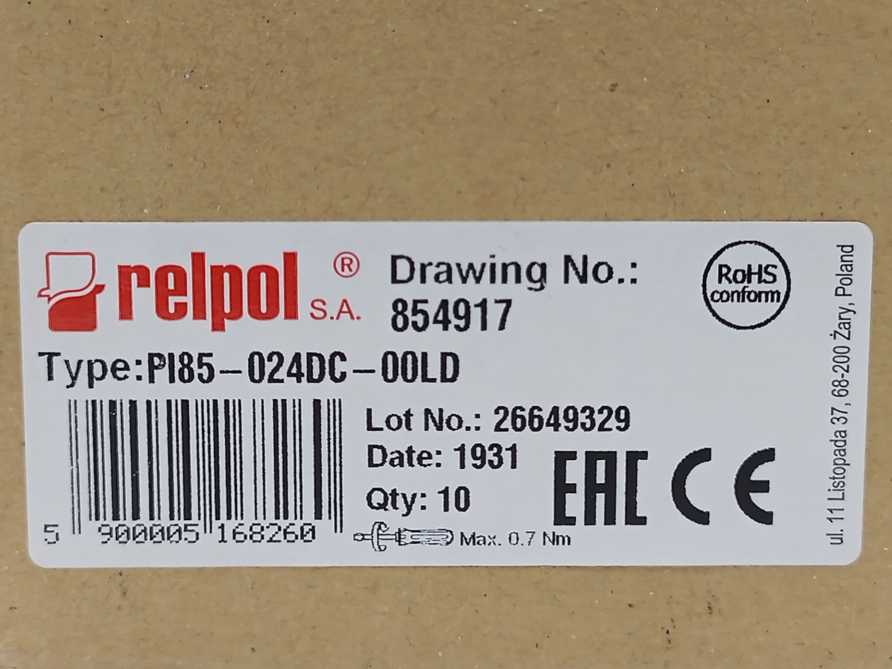 relpol ® S.A.
Drawing No.:
854917
RoHS
conform
Type:PI85-024DC-00LD
Lot No.: 26649329
Date: 1931
Qty: 10
EAC CE
5 900005 168260
Max. 0.7 Nm
ul. 11 Listopada 37, 68-200 Żary, Poland